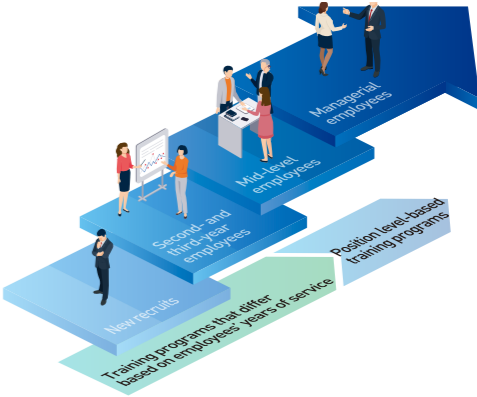 Managerial
employees
Mid-level
employees
Second- and
third-year
employees
New recruits
Position level-based
training programs
Training programs that differ
based on employees' years of service